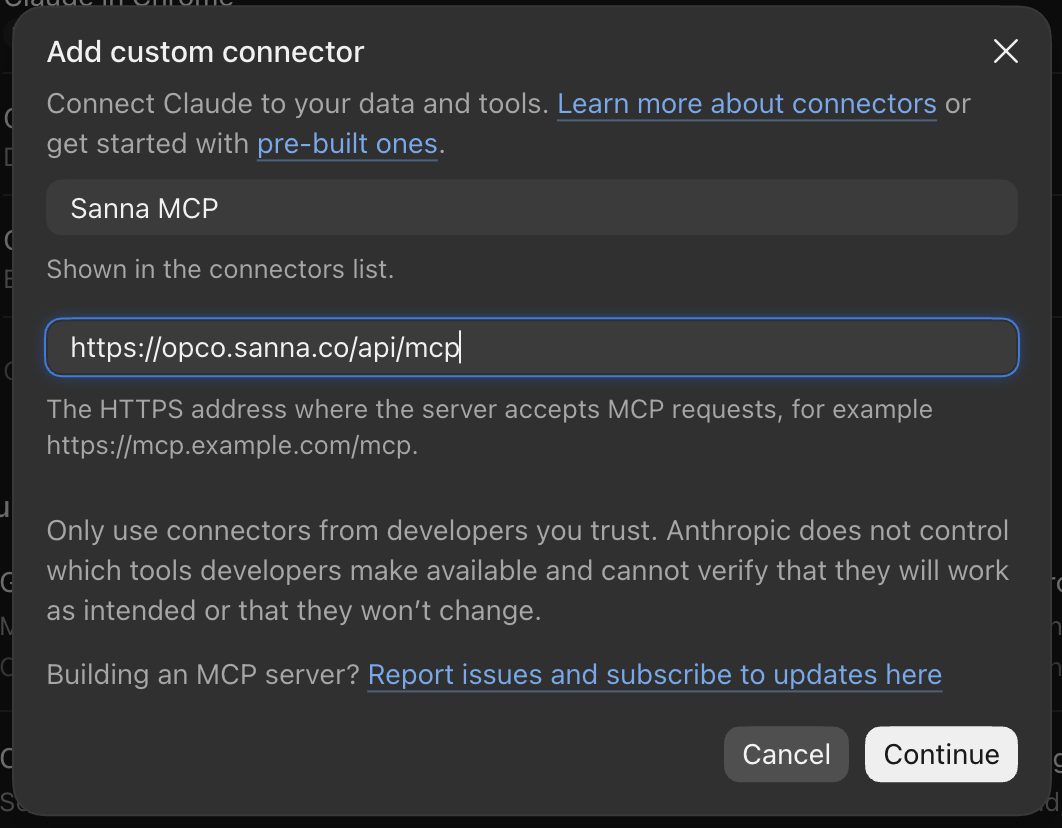 Claude in Chrome
Add custom connector
Connect Claude to your data and tools. Learn more about connectors or
get started with pre-built ones.
Sanna MCP
Shown in the connectors list.
https://opco.sanna.co/api/mcp
The HTTPS address where the server accepts MCP requests, for example
https://mcp.example.com/mcp.
Only use connectors from developers you trust. Anthropic does not control
which tools developers make available and cannot verify that they will work
as intended or that they won’t change.
Building an MCP server? Report issues and subscribe to updates here
Cancel
Continue